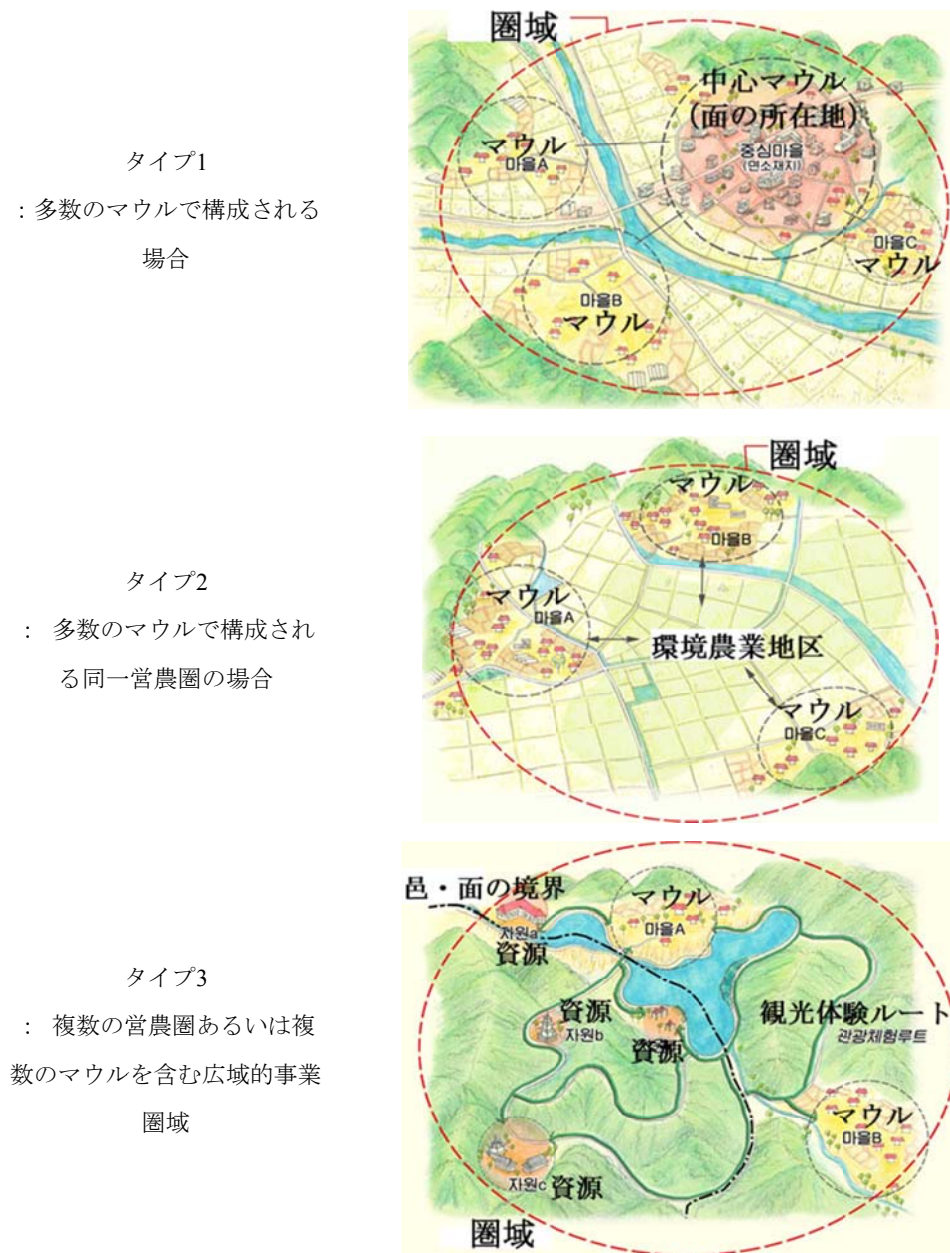 圏域
中心マウル
(面の所在地)
중심마을
(면소재지)
マウル
마을A
마을C
マウル
마을B
マウル
タイプ1
：多数のマウルで構成される
場合
圏域
マウル
마을B
マウル
마을A
環境農業地区
マウル
마을C
タイプ2
： 多数のマウルで構成され
る同一営農圏の場合
邑・面の境界
자원a
資源
マウル
마을A
資源
자원b
資源
観光体験ルート
관광체험루트
マウル
마을B
자원c 資源
圏域
タイプ3
： 複数の営農圏あるいは複
数のマウルを含む広域的事業
圏域